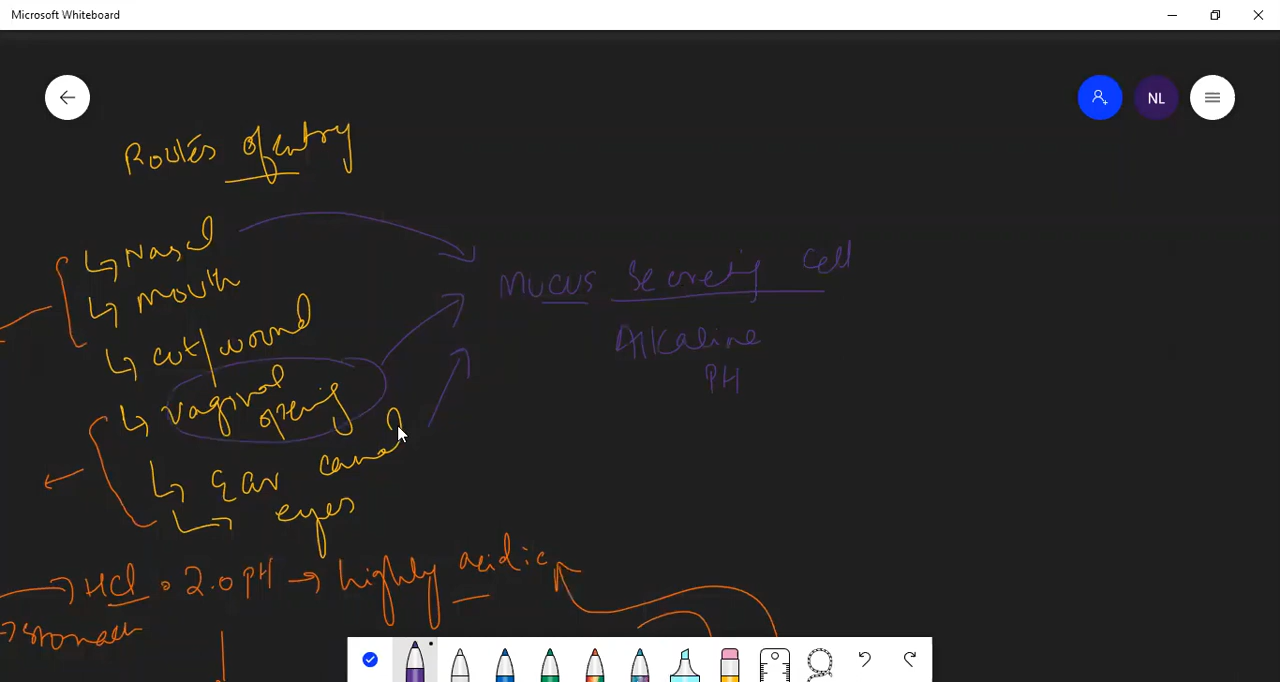 Microsoft Whiteboard
NL
Routes of entry
Nasal
mouth
cut/wound
vaginal
opening
Ear canal
eyes
Mucus Secreting Cell
Alkaline
PH
HCl • 2.0 PH → highly acidic
→ stomach